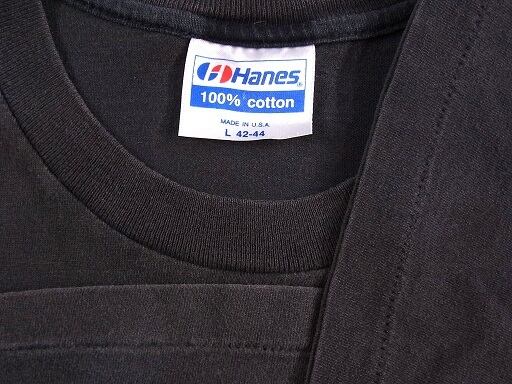 Hanes®
100% cotton
MADE IN U.S.A.
L 42-44